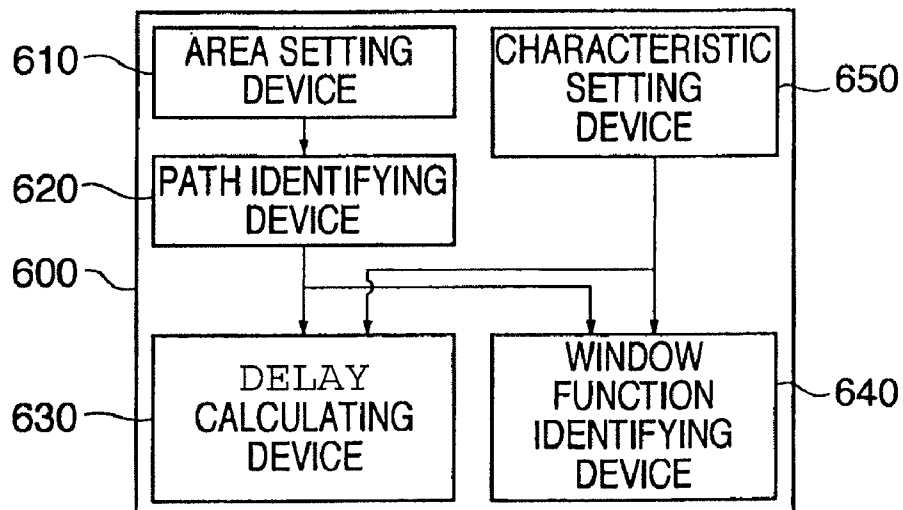 610
AREA SETTING
DEVICE
CHARACTERISTIC
SETTING
DEVICE
650
620
PATH IDENTIFYING
DEVICE
600
630
DELAY
CALCULATING
DEVICE
WINDOW
FUNCTION
IDENTIFYING
DEVICE
640